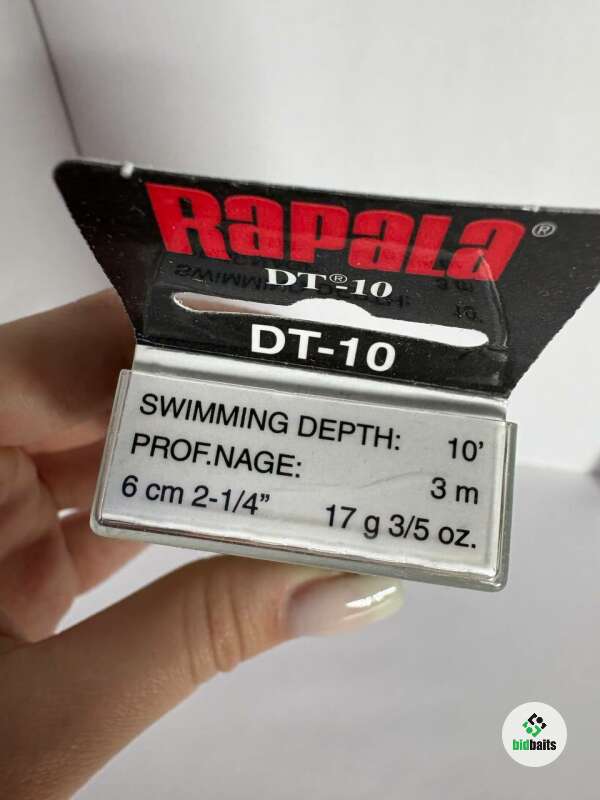 RAPALA®
DT®-10
DT-10
SWIMMING DEPTH: 10'
PROF.NAGE: 3 m
6 cm 2-1/4” 17 g 3/5 oz.
bidbaits